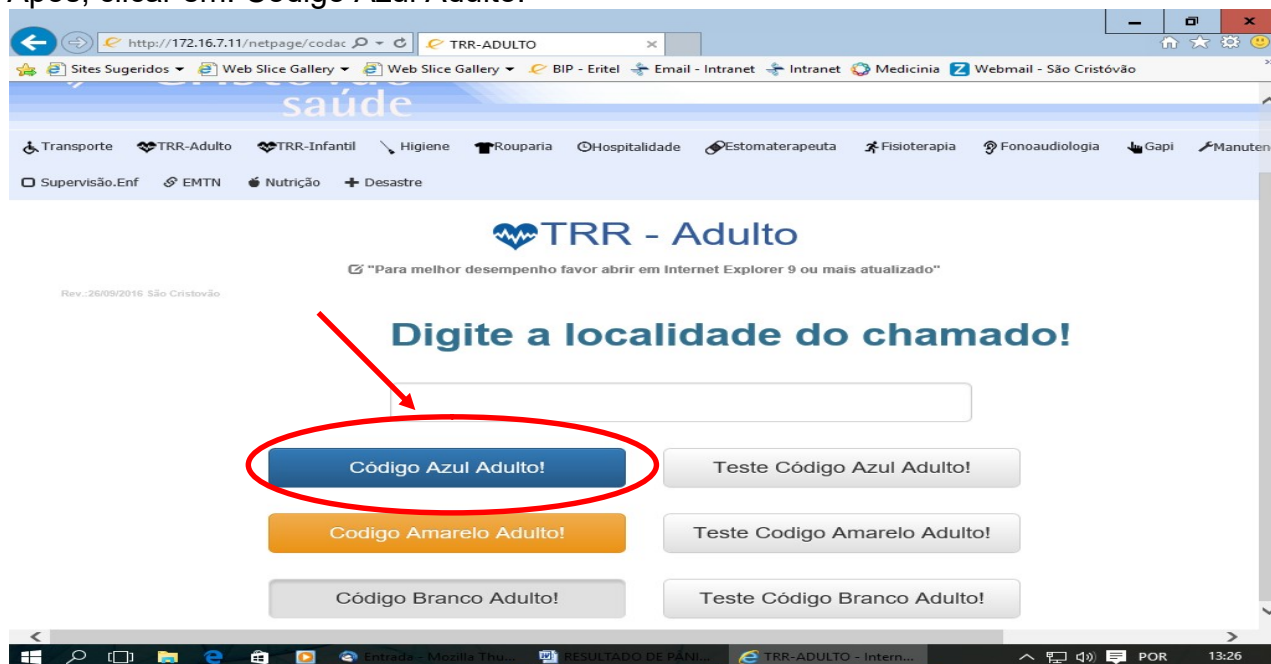 Após, clicar em: Código Azul Adulto!
http://172.16.7.11/netpage/codac
TRR-ADULTO
Sites Sugeridos Web Slice Gallery Web Slice Gallery BIP - Eritel Email - Intranet Intranet Medicinia Webmail - São Cristóvão
saúde
Transporte TRR-Adulto TRR-Infantil Higiene Rouparia Hospitalidade Estomaterapeuta Fisioterapia Fonoaudiologia Gapi Manuten
Supervisão.Enf EMTN Nutrição Desastre
TRR - Adulto
"Para melhor desempenho favor abrir em Internet Explorer 9 ou mais atualizado"
Rev.:26/09/2016 São Cristovão
Digite a localidade do chamado!
Código Azul Adulto! Teste Código Azul Adulto!
Codigo Amarelo Adulto! Teste Codigo Amarelo Adulto!
Código Branco Adulto! Teste Código Branco Adulto!
Entrada - Mozilla Thu... RESULTADO DE PÂNI... TRR-ADULTO - Intern... POR 13:26